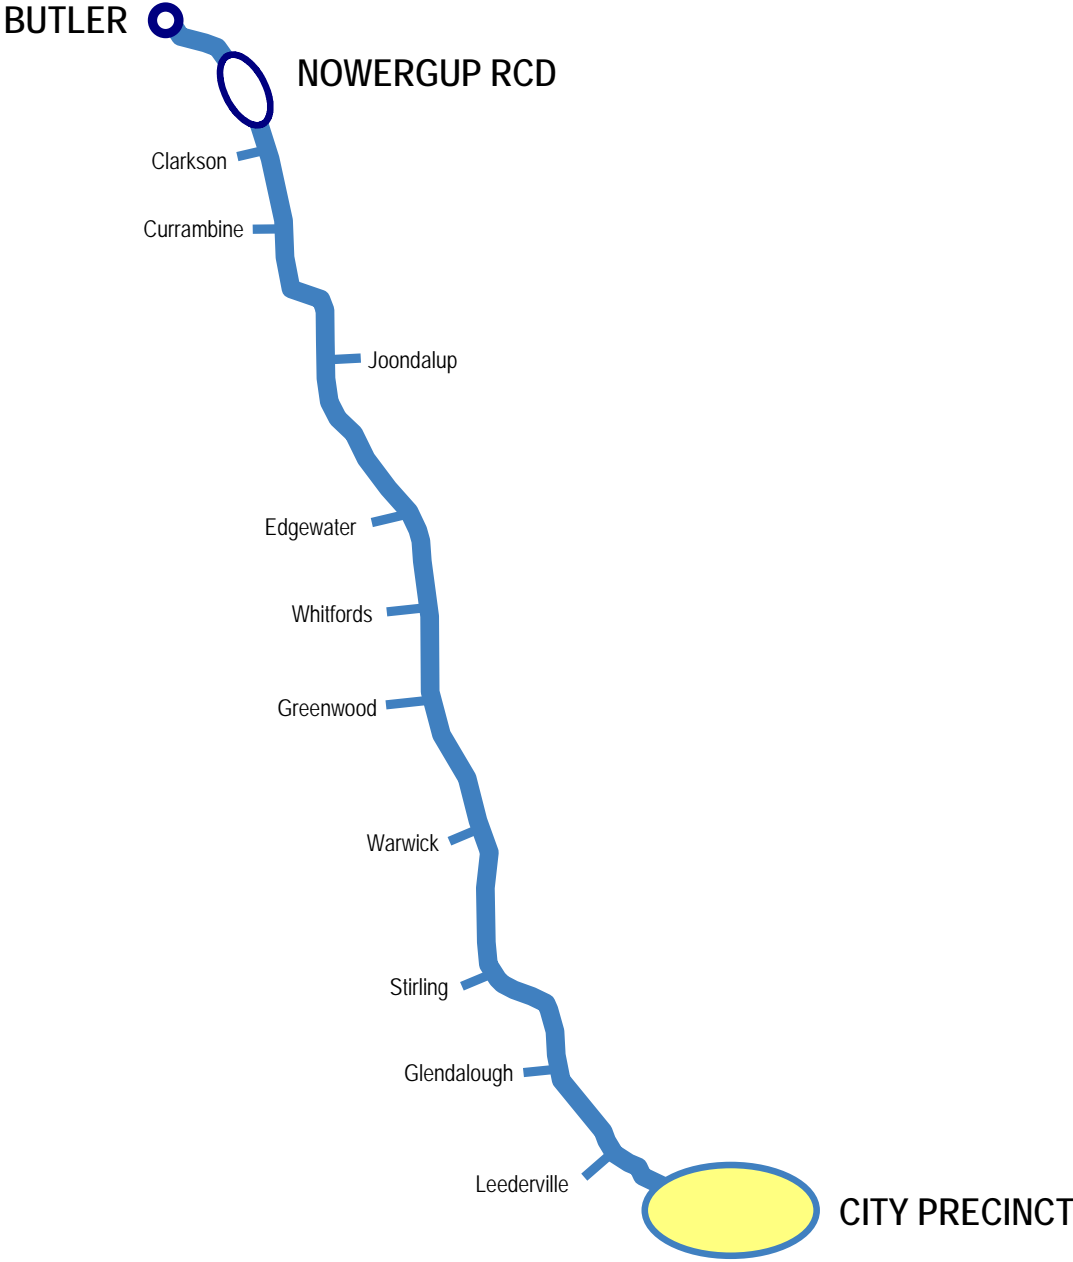 BUTLER
NOWERGUP RCD
Clarkson
Currambine
Joondalup
Edgewater
Whitfords
Greenwood
Warwick
Stirling
Glendalough
Leederville
CITY PRECINCT